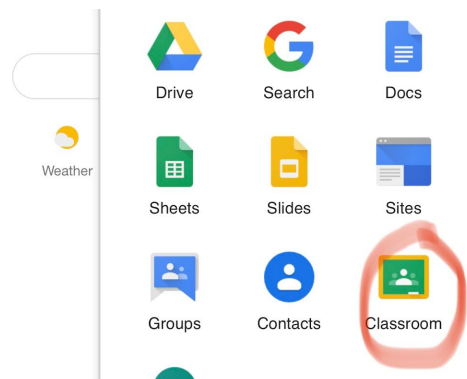 Drive Search Docs
Weather
Sheets Slides Sites
Groups Contacts Classroom